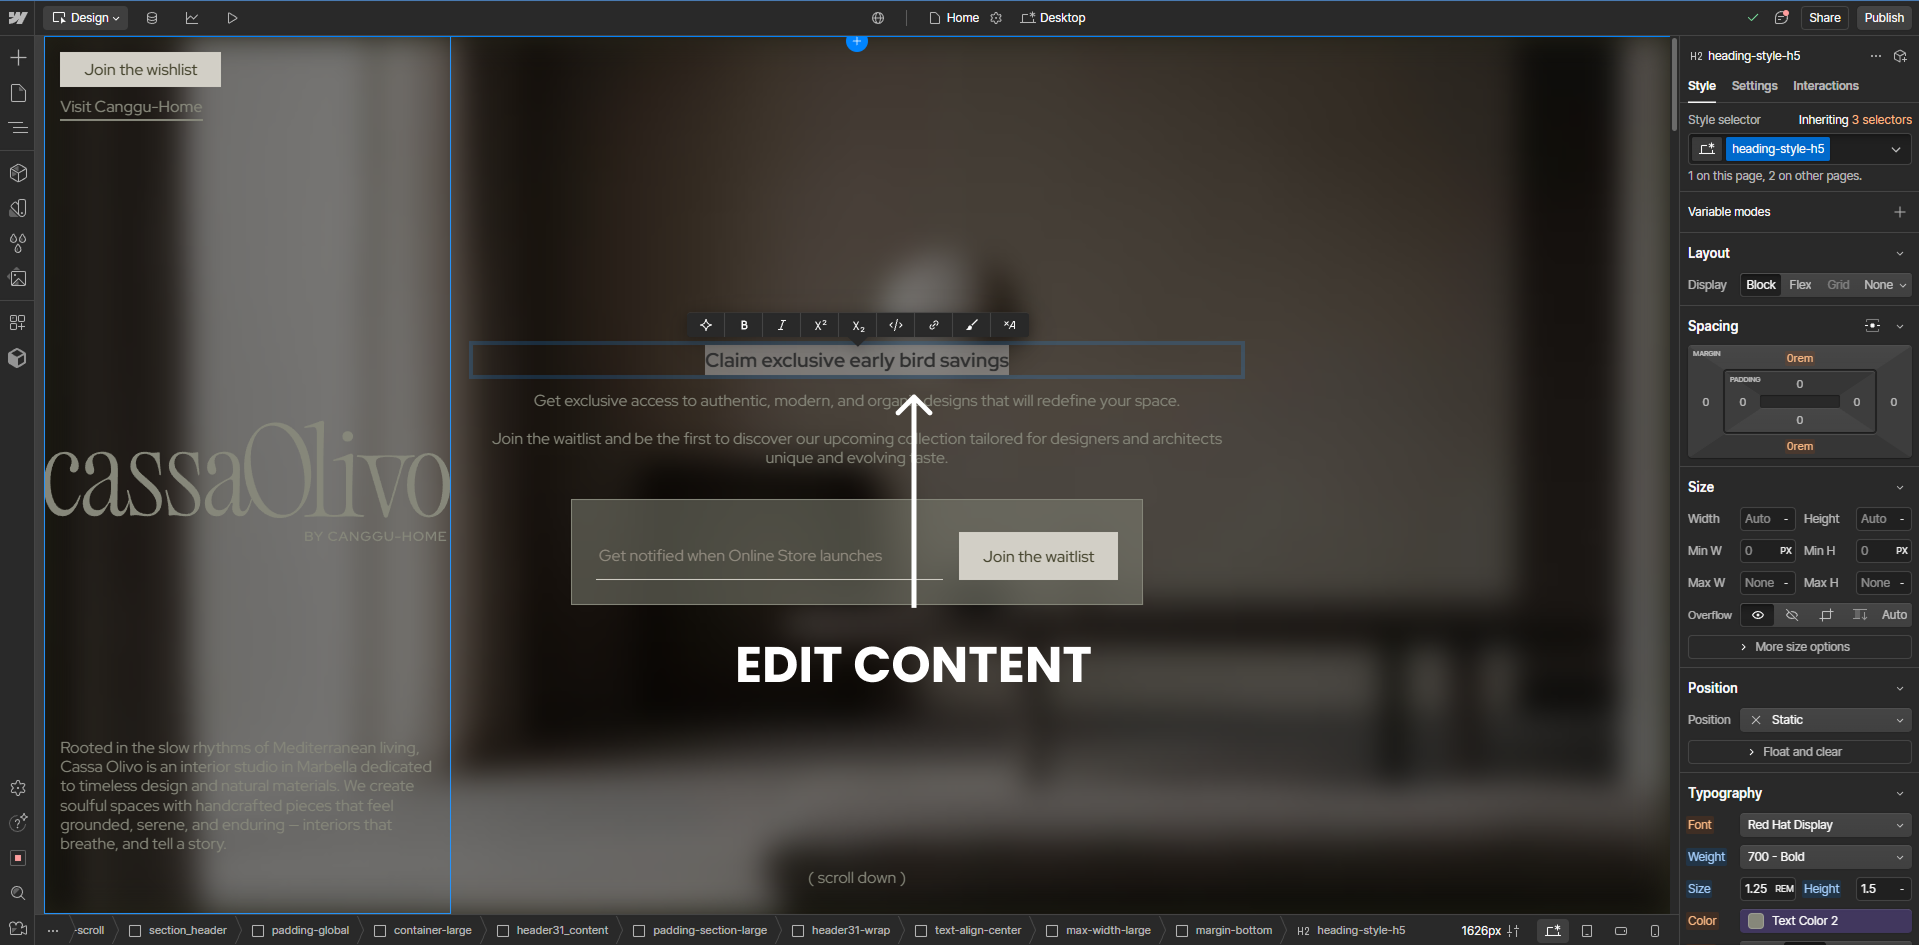 Design
Home
Desktop
Share
Publish
Join the wishlist
Visit Canggu-Home
B I X² X₂ </>
Claim exclusive early bird savings
Get exclusive access to authentic, modern, and organic designs that will redefine your space.
Join the waitlist and be the first to discover our upcoming collection tailored for designers and architects
unique and evolving taste.
cassaOlivo
BY CANGGU-HOME
Get notified when Online Store launches
Join the waitlist
EDIT CONTENT
Rooted in the slow rhythms of Mediterranean living,
Cassa Olivo is an interior studio in Marbella dedicated
to timeless design and natural materials. We create
soulful spaces with handcrafted pieces that feel
grounded, serene, and enduring – interiors that
breathe, and tell a story.
( scroll down )
H2 heading-style-h5
Style Settings Interactions
Style selector Inheriting 3 selectors
heading-style-h5
1 on this page, 2 on other pages.
Variable modes
Layout
Display Block Flex Grid None
Spacing
MARGIN 0rem
PADDING 0
0 0 0 0
0
0rem
Size
Width Auto - Height Auto -
Min W 0 PX Min H 0 PX
Max W None - Max H None -
Overflow Auto
More size options
Position
Position Static
Float and clear
Typography
Font Red Hat Display
Weight 700 - Bold
Size 1.25 REM Height 1.5 -
Color Text Color 2
-scroll section_header padding-global container-large header31_content padding-section-large header31-wrap text-align-center max-width-large margin-bottom H2 heading-style-h5 1626px